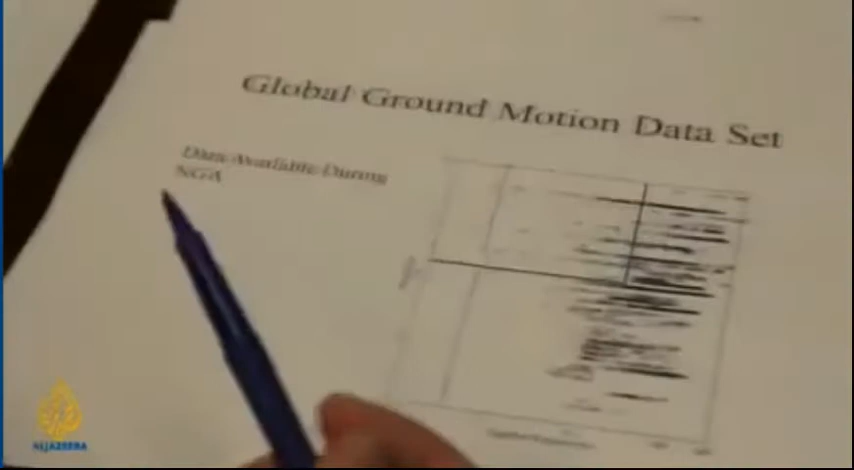 Global Ground Motion Data Set
Data Available During
NGA
ALJAZEERA